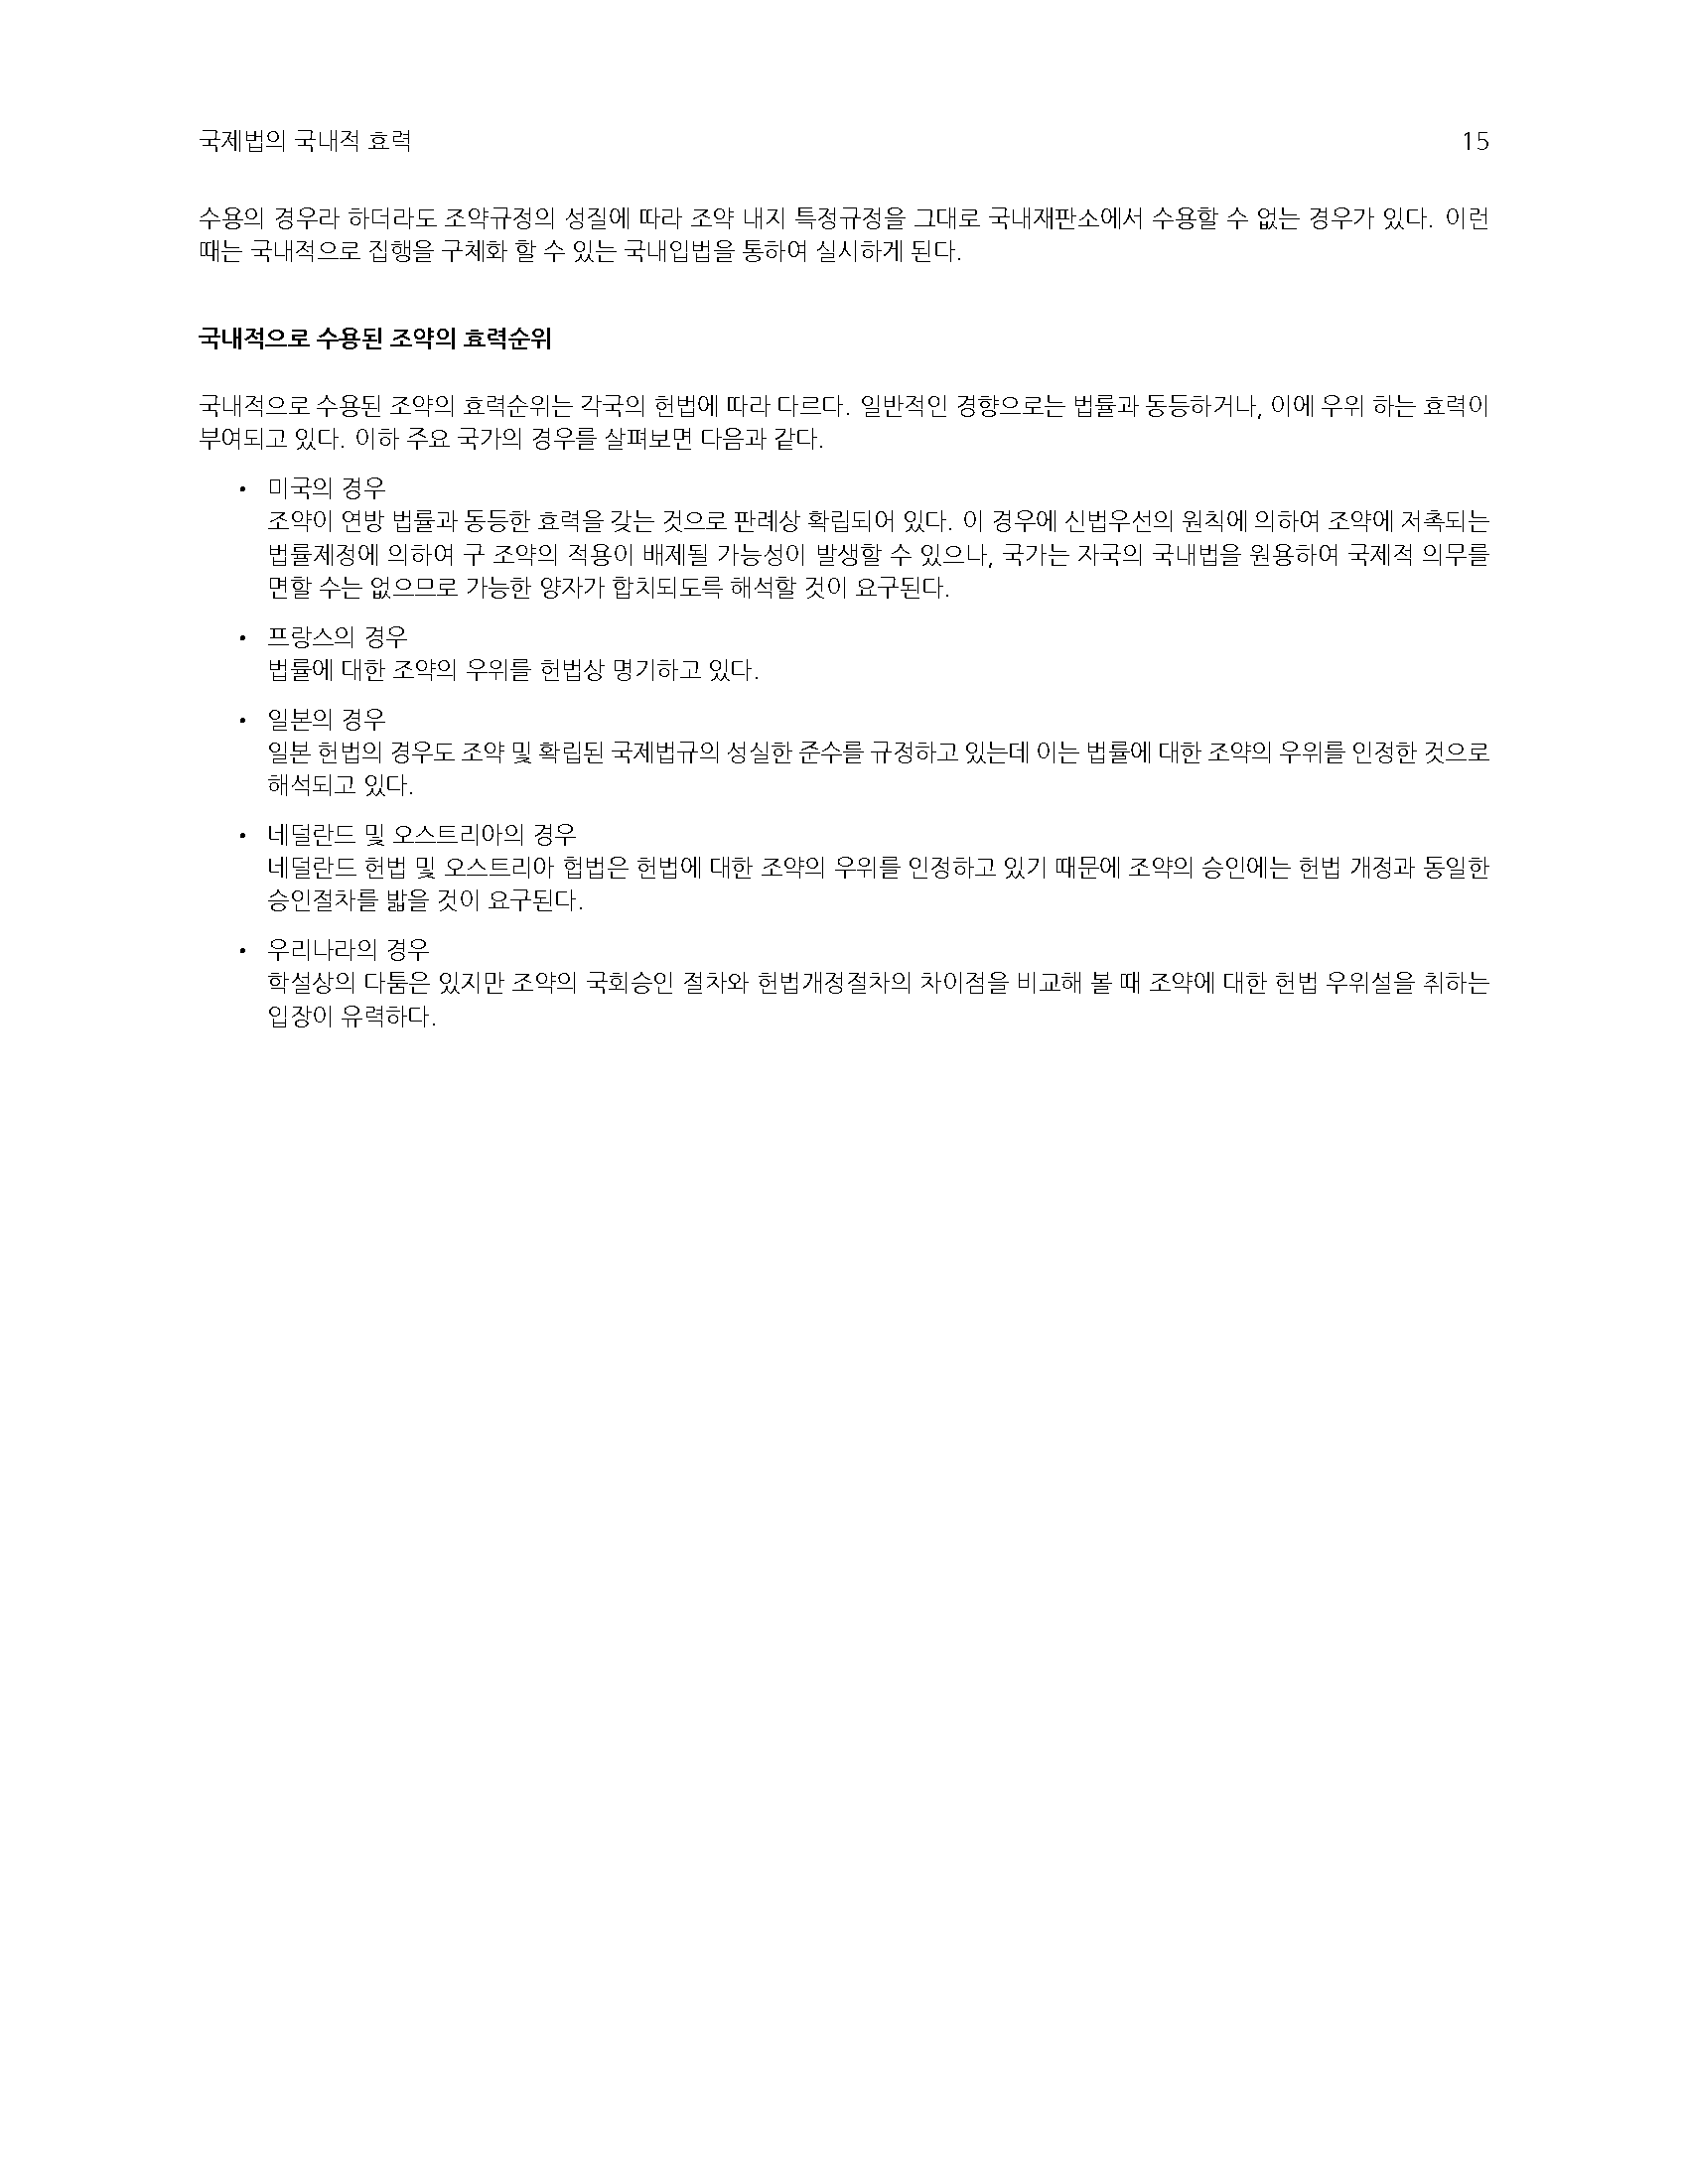 국제법의 국내적 효력 15
수용의 경우라 하더라도 조약규정의 성질에 따라 조약 내지 특정규정을 그대로 국내재판소에서 수용할 수 없는 경우가 있다. 이런
때는 국내적으로 집행을 구체화 할 수 있는 국내입법을 통하여 실시하게 된다.
국내적으로 수용된 조약의 효력순위
국내적으로 수용된 조약의 효력순위는 각국의 헌법에 따라 다르다. 일반적인 경향으로는 법률과 동등하거나, 이에 우위 하는 효력이
부여되고 있다. 이하 주요 국가의 경우를 살펴보면 다음과 같다.
• 미국의 경우
조약이 연방 법률과 동등한 효력을 갖는 것으로 판례상 확립되어 있다. 이 경우에 신법우선의 원칙에 의하여 조약에 저촉되는
법률제정에 의하여 구 조약의 적용이 배제될 가능성이 발생할 수 있으나, 국가는 자국의 국내법을 원용하여 국제적 의무를
면할 수는 없으므로 가능한 양자가 합치되도륵 해석할 것이 요구된다.
• 프랑스의 경우
법률에 대한 조약의 우위를 헌법상 명기하고 있다.
• 일본의 경우
일본 헌법의 경우도 조약 및 확립된 국제법규의 성실한 준수를 규정하고 있는데 이는 법률에 대한 조약의 우위를 인정한 것으로
해석되고 있다.
• 네덜란드 및 오스트리아의 경우
네덜란드 헌법 및 오스트리아 헙법은 헌법에 대한 조약의 우위를 인정하고 있기 때문에 조약의 승인에는 헌법 개정과 동일한
승인절차를 밟을 것이 요구된다.
• 우리나라의 경우
학설상의 다툼은 있지만 조약의 국회승인 절차와 헌법개정절차의 차이점을 비교해 볼 때 조약에 대한 헌법 우위설을 취하는
입장이 유력하다.